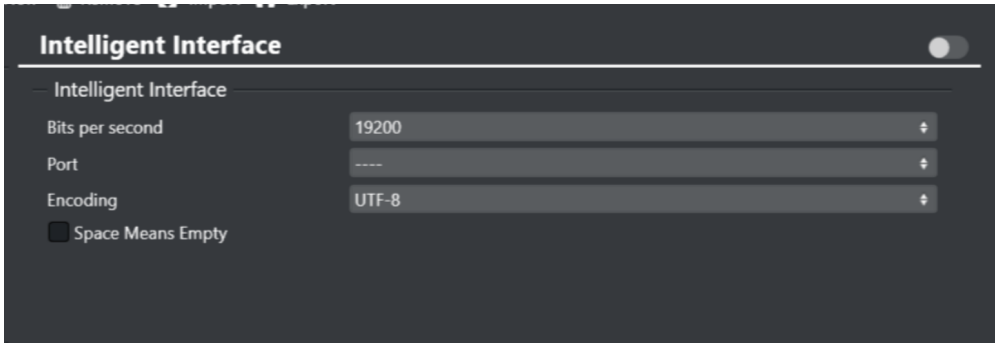 Intelligent Interface
Intelligent Interface
Bits per second 19200
Port ----
Encoding UTF-8
Space Means Empty